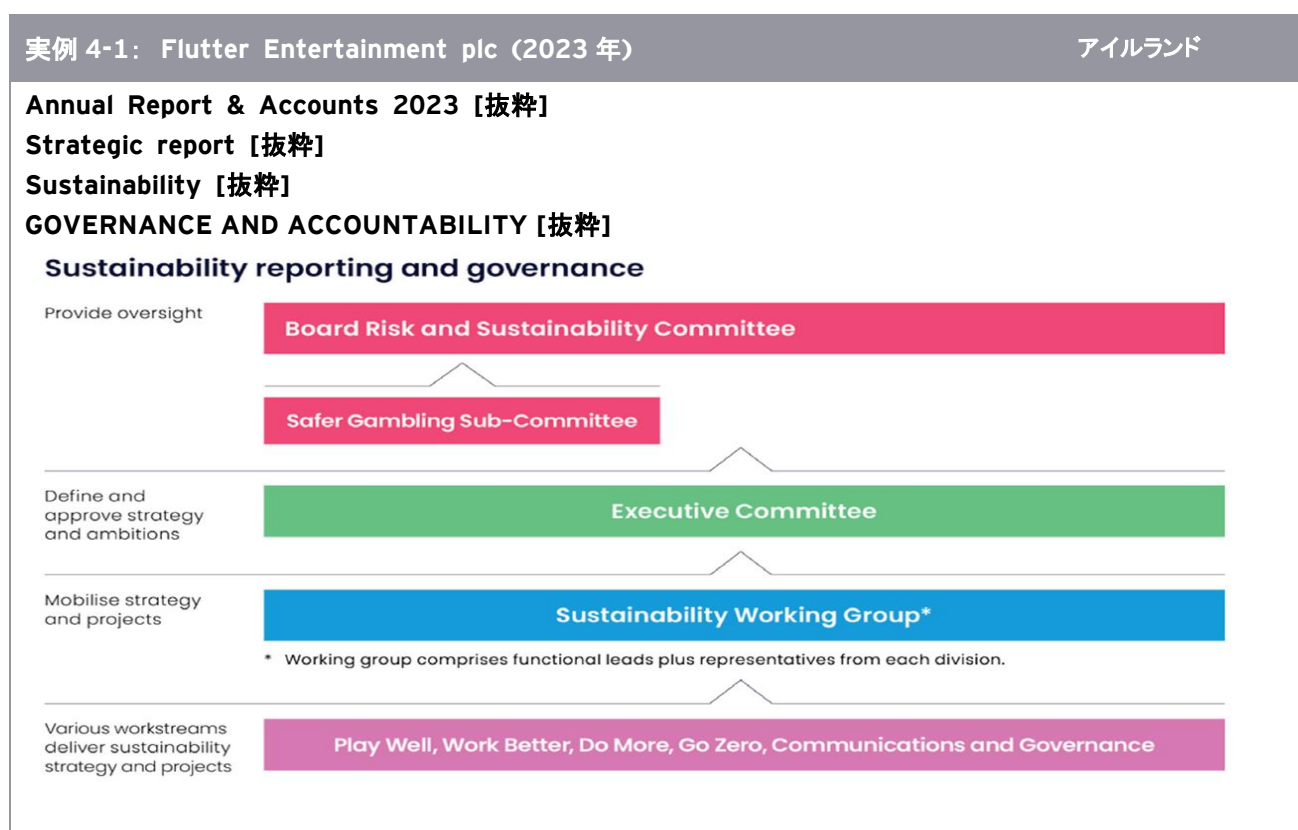 実例 4-1： Flutter Entertainment plc (2023 年) アイルランド
Annual Report & Accounts 2023 [抜粋]
Strategic report [抜粋]
Sustainability [抜粋]
GOVERNANCE AND ACCOUNTABILITY [抜粋]
Sustainability reporting and governance
Provide oversight
Board Risk and Sustainability Committee
Safer Gambling Sub-Committee
Define and
approve strategy
and ambitions
Executive Committee
Mobilise strategy
and projects
Sustainability Working Group*
* Working group comprises functional leads plus representatives from each division.
Various workstreams
deliver sustainability
strategy and projects
Play Well, Work Better, Do More, Go Zero, Communications and Governance